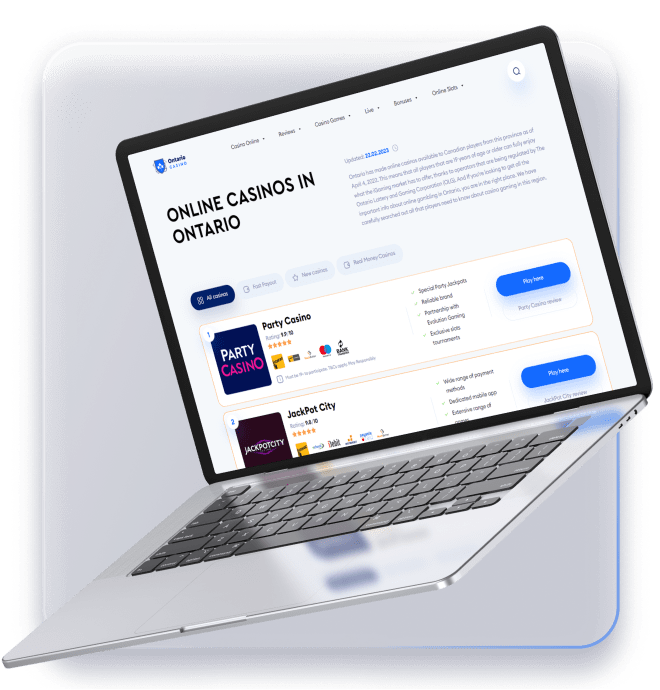 Ontario
CASINO
Casino Online
Reviews
Casino Games
Live
Bonuses
Online Slots
ONLINE CASINOS IN
ONTARIO
Updated: 22.02.2023
Ontario has made online casinos available to Canadian players from this province as of
April 4, 2022. This means that all players that are 19 years of age or older can fully enjoy
what the iGaming market has to offer, thanks to operators that are being regulated by The
Ontario Lottery and Gaming Corporation (OLG). And if you're looking to get all the
important info about online gambling in Ontario, you are in the right place. We have
carefully searched out all that players need to know about casino gaming in this region.
All casinos
Fast Payout
New casinos
Real Money Casinos
1
PARTY
CASINO
Party Casino
Rating: 9.9/10
Must be 19+ to participate. T&Cs apply. Play Responsibly
Special Party Jackpots
Reliable brand
Partnership with
Evolution Gaming
Exclusive slots
tournaments
Play here
Party Casino review
2
JACKPOTCITY
JackPot City
Rating: 9.8/10
Wide range of payment
methods
Dedicated mobile app
Extensive range of
Play here
JackPot City review